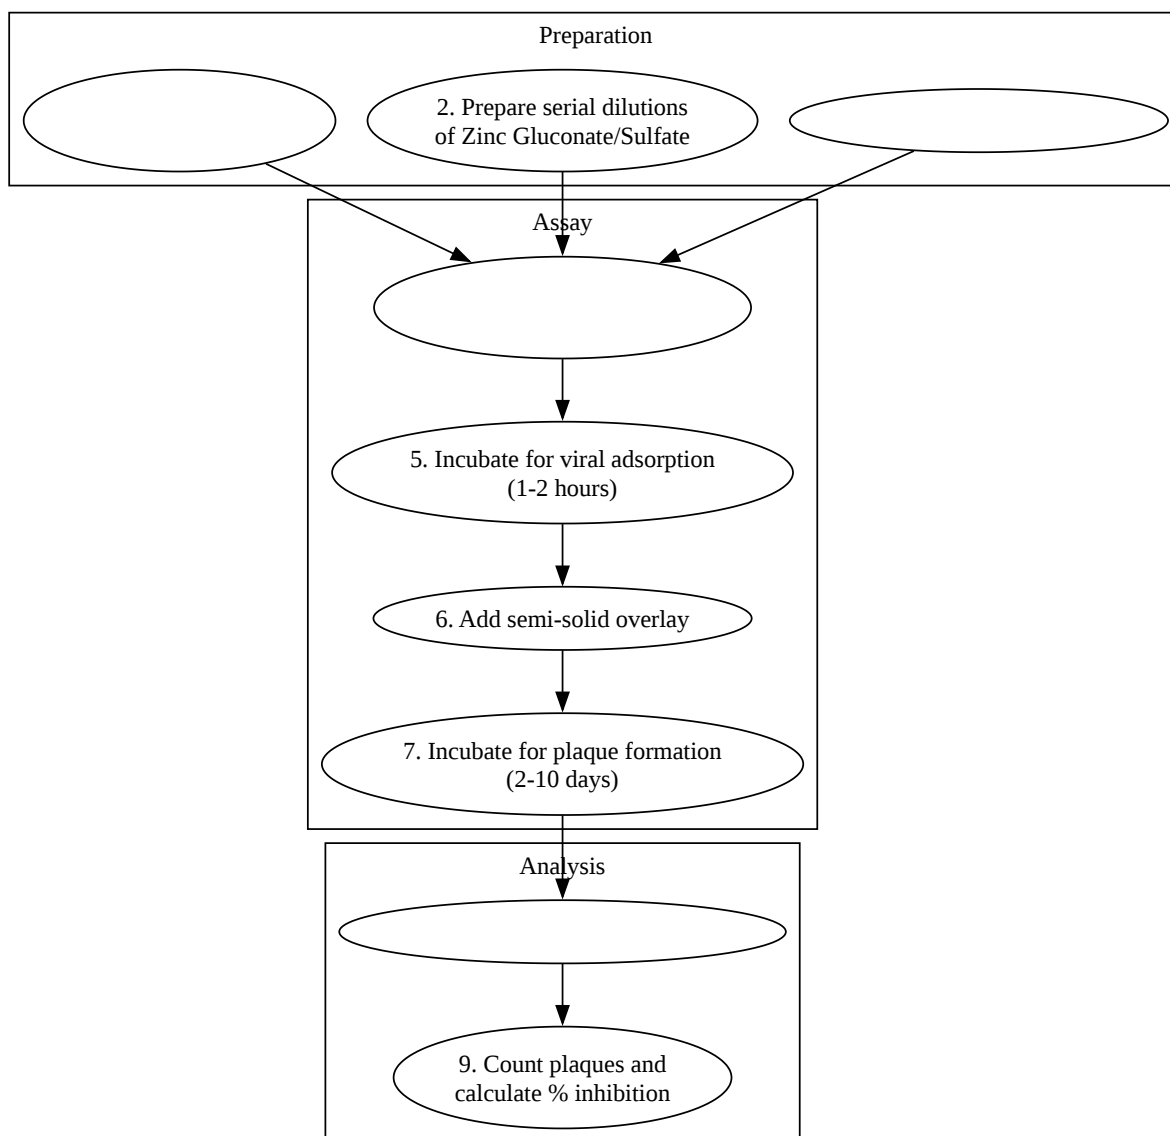 Preparation
2. Prepare serial dilutions
of Zinc Gluconate/Sulfate
Assay
5. Incubate for viral adsorption
(1-2 hours)
6. Add semi-solid overlay
7. Incubate for plaque formation
(2-10 days)
Analysis
9. Count plaques and
calculate % inhibition